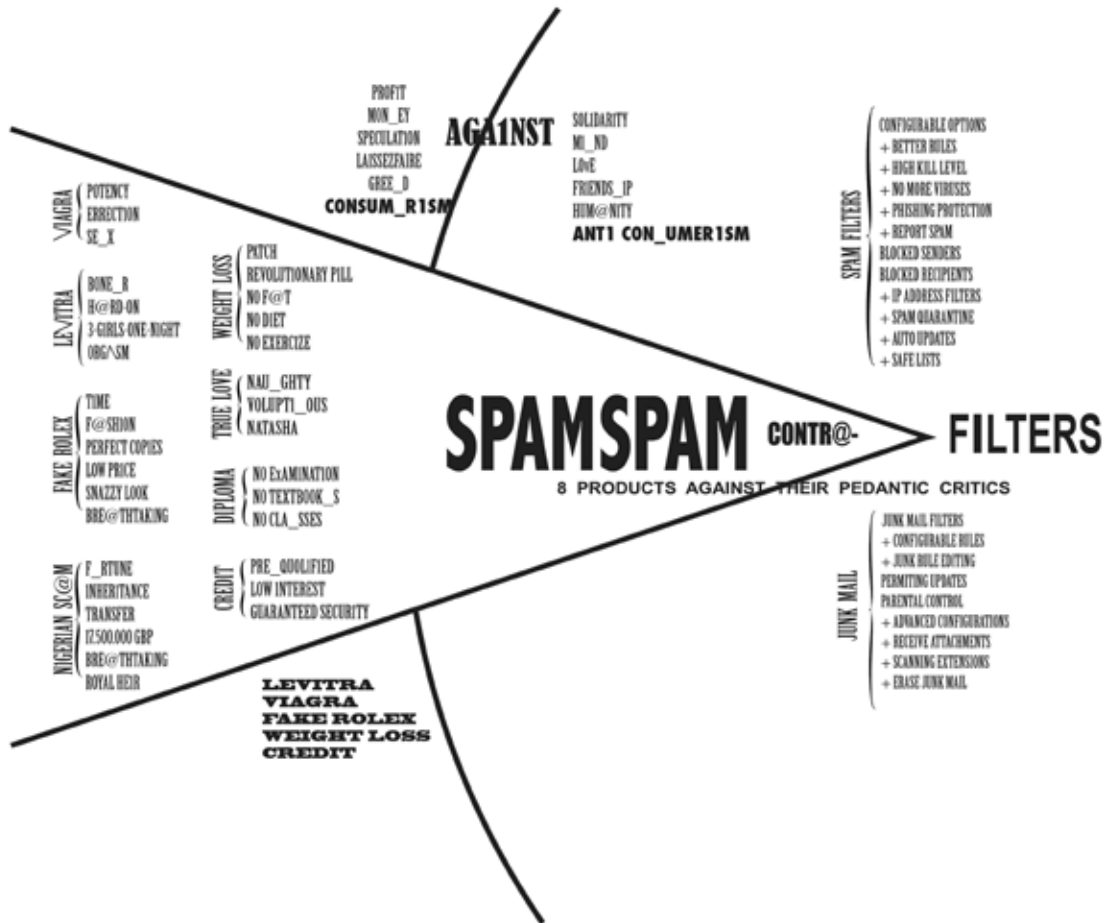 PROFIT
MON_EY
SPECULATION
LAISSEZFAIRE
GREE_D
CONSUM_R1SM
AGA1NST
SOLIDARITY
MI_ND
LOvE
FRIENDS_IP
HUM@NITY
ANT1 CON_UMER1SM
\/IAGRA
POTENCY
ERRECTION
SE_X
LE\/ITRA
BONE_R
H@RD-ON
3-GIRLS-ONE-NIGHT
ORG/\SM
FAKE ROLEX
TIME
F@SH1ON
PERFECT COPIES
LOW PRICE
SNAZZY LOOK
BRE@THTAKING
NIGERIAN SC@M
F_RTUNE
INHERITANCE
TRANSFER
17.500.000 GBP
BRE@THTAKING
ROYAL HEIR
WEIGHT LOSS
PATCH
REVOLUTIONARY PILL
NO F@T
NO DIET
NO EXERCIZE
TRUE LOVE
NAU_GHTY
VOLUPT1_OUS
NATASHA
DIPLOMA
NO ExAMINATION
NO TEXTBOOK_S
NO CLA_SSES
CREDIT
PRE_QUOLIFIED
LOW INTEREST
GUARANTEED SECURITY
SPAMSPAM CONTR@- FILTERS
8 PRODUCTS AGAINST THEIR PEDANTIC CRITICS
SPAM FILTERS
CONFIGURABLE OPTIONS
+ BETTER RULES
+ HIGH KILL LEVEL
+ NO MORE VIRUSES
+ PHISHING PROTECTION
+ REPORT SPAM
BLOCKED SENDERS
BLOCKED RECIPIENTS
+ IP ADDRESS FILTERS
+ SPAM QUARANTINE
+ AUTO UPDATES
+ SAFE LISTS
JUNK MAIL
JUNK MAIL FILTERS
+ CONFIGURABLE RULES
+ JUNK RULE EDITING
PERMITING UPDATES
PARENTAL CONTROL
+ ADVANCED CONFIGURATIONS
+ RECEIVE ATTACHMENTS
+ SCANNING EXTENSIONS
+ ERASE JUNK MAIL
LEVITRA
VIAGRA
FAKE ROLEX
WEIGHT LOSS
CREDIT